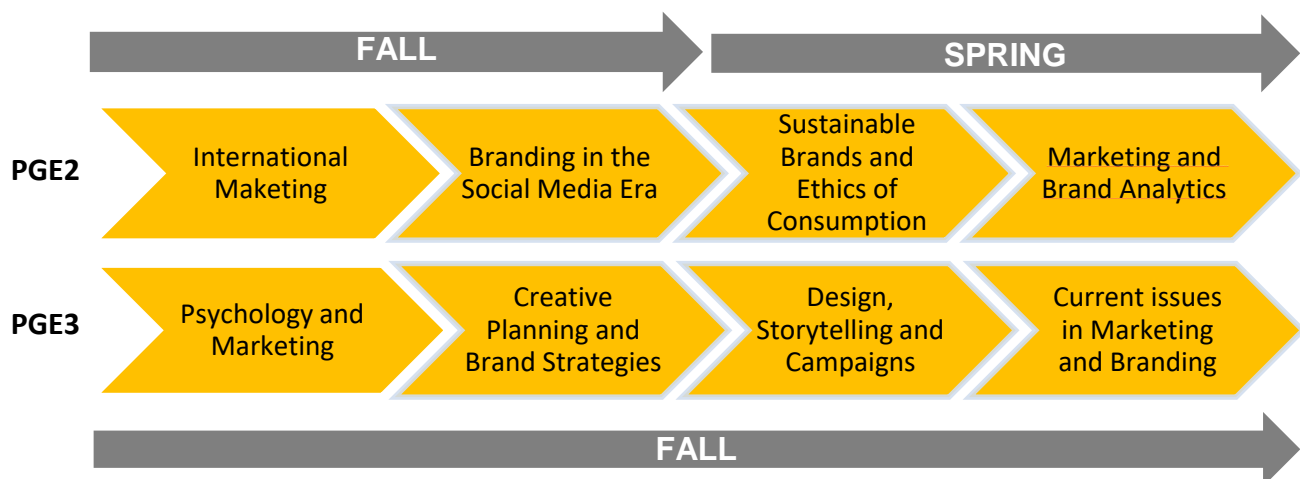 FALL
SPRING
PGE2
International
Maketing
Branding in the
Social Media Era
Sustainable
Brands and
Ethics of
Consumption
Marketing and
Brand Analytics
PGE3
Psychology and
Marketing
Creative
Planning and
Brand Strategies
Design,
Storytelling and
Campaigns
Current issues
in Marketing
and Branding
FALL